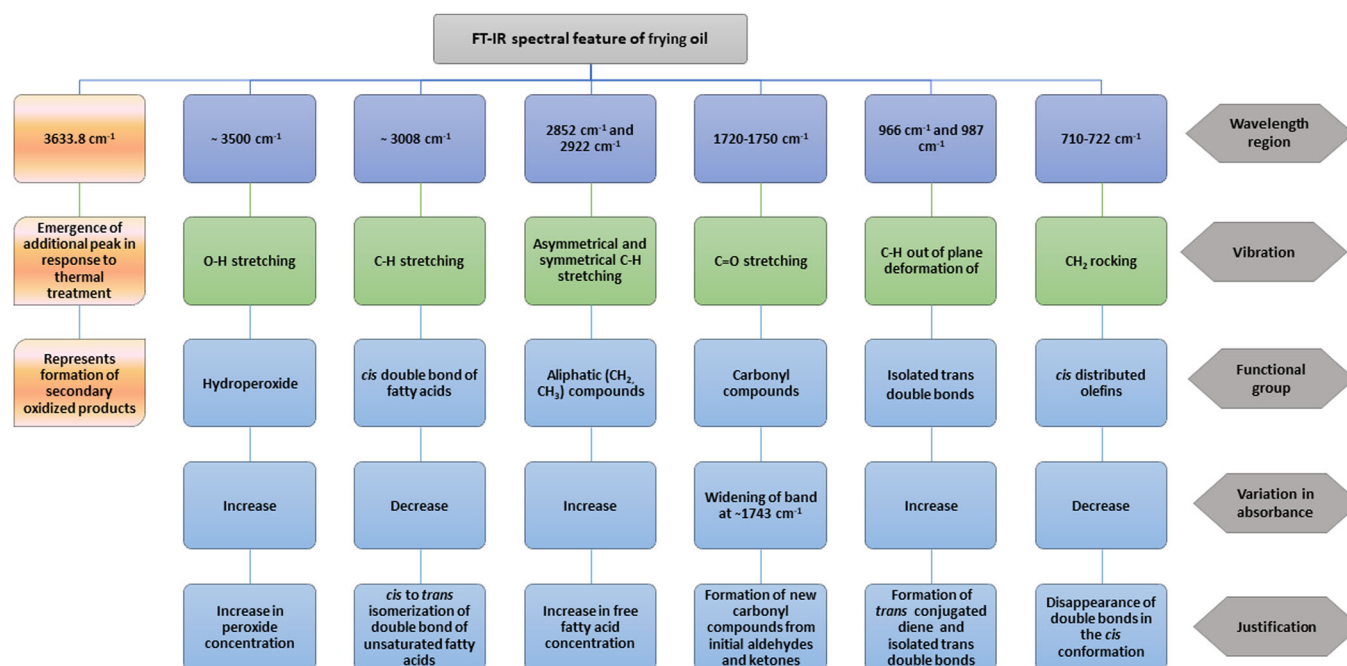 FT-IR spectral feature of frying oil
3633.8 cm⁻¹
~ 3500 cm⁻¹
~ 3008 cm⁻¹
2852 cm⁻¹ and
2922 cm⁻¹
1720-1750 cm⁻¹
966 cm⁻¹ and 987
cm⁻¹
710-722 cm⁻¹
Wavelength
region
Emergence of
additional peak in
response to
thermal
treatment
O-H stretching
C-H stretching
Asymmetrical and
symmetrical C-H
stretching
C=O stretching
C-H out of plane
deformation of
CH₂ rocking
Vibration
Represents
formation of
secondary
oxidized products
Hydroperoxide
cis double bond of
fatty acids
Aliphatic (CH₂,
CH₃) compounds
Carbonyl
compounds
Isolated trans
double bonds
cis distributed
olefins
Functional
group
Increase
Decrease
Increase
Widening of band
at ~1743 cm⁻¹
Increase
Decrease
Variation in
absorbance
Increase in
peroxide
concentration
cis to trans
isomerization of
double bond of
unsaturated fatty
acids
Increase in free
fatty acid
concentration
Formation of new
carbonyl
compounds from
initial aldehydes
and ketones
Formation of
trans conjugated
diene and
isolated trans
double bonds
Disappearance of
double bonds in
the cis
conformation
Justification